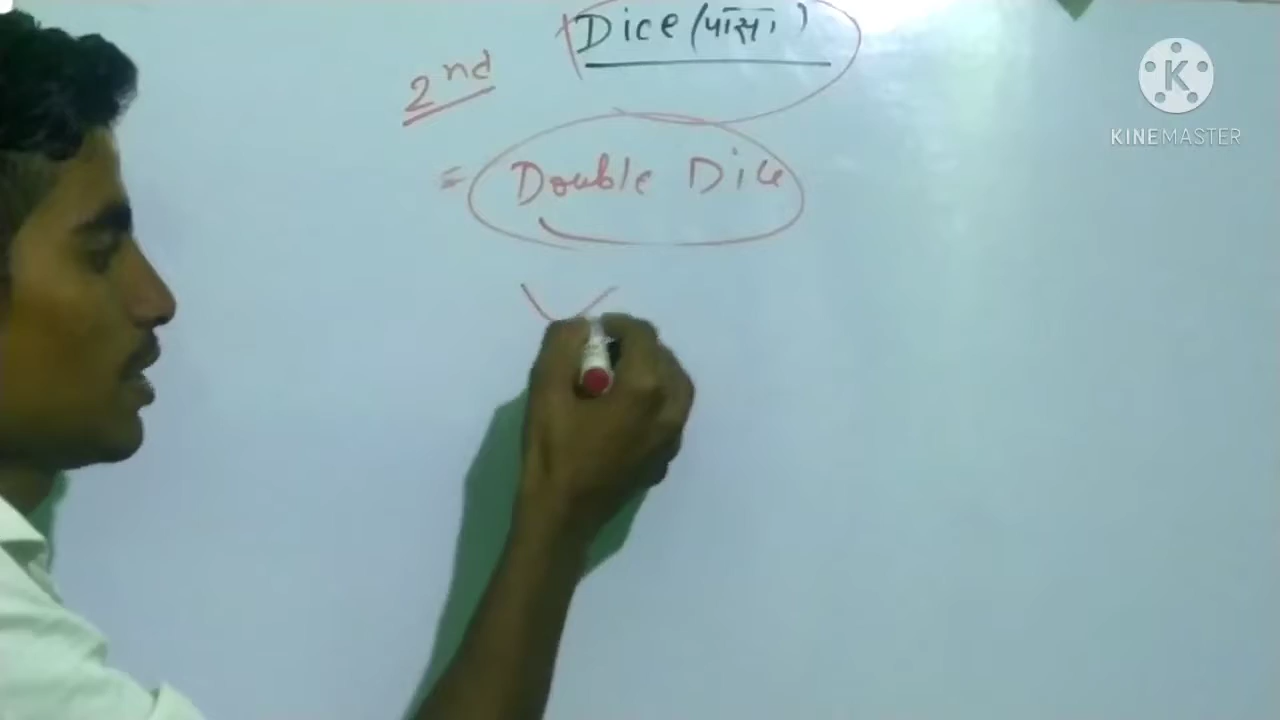 Dice (पासा)
2nd
= Double Dice
K
KINEMASTER